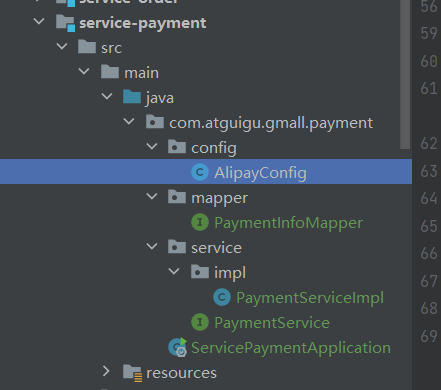 service-order
service-payment
src
main
java
com.atguigu.gmall.payment
config
AlipayConfig
mapper
PaymentInfoMapper
service
impl
PaymentServiceImpl
PaymentService
ServicePaymentApplication
resources
58
59
60
61
62
63
64
65
66
67
68
69